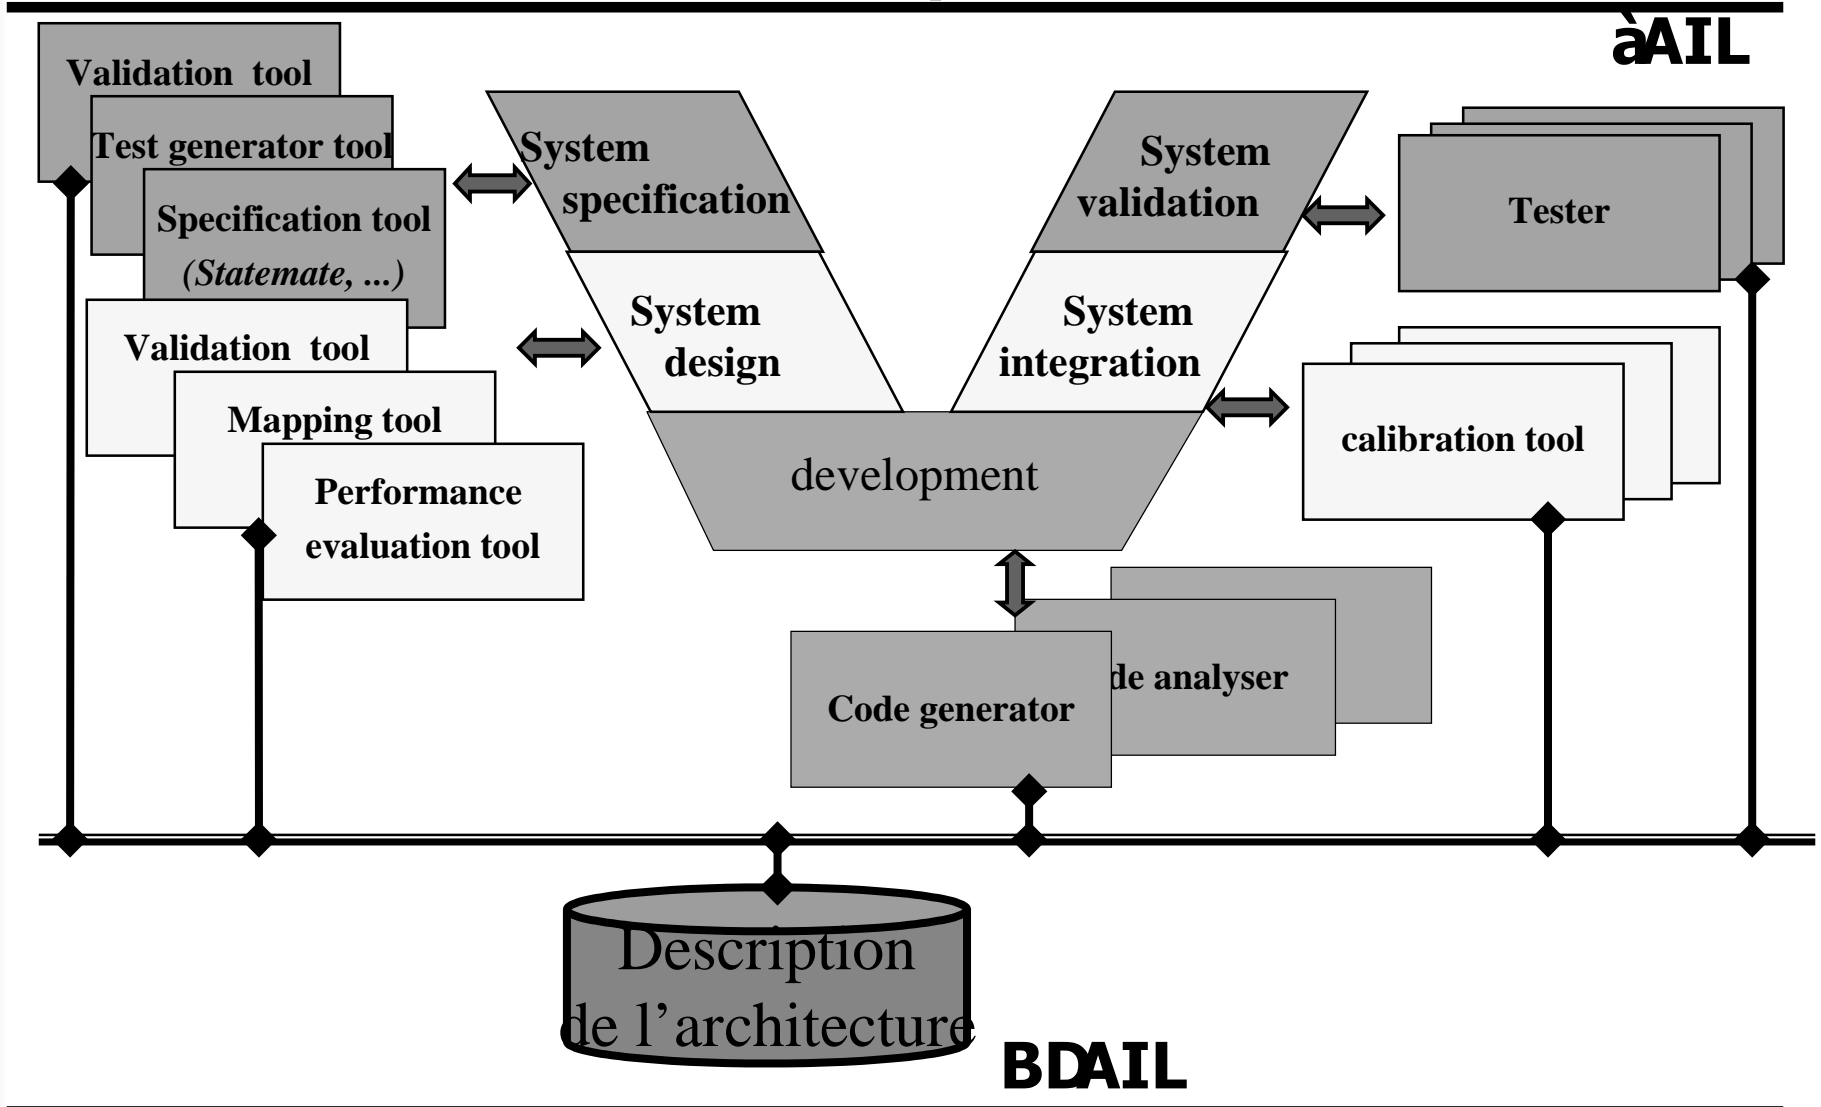 àAIL
Validation tool
Test generator tool
Specification tool
(Statemate, ...)
Validation tool
Mapping tool
Performance
evaluation tool
System
specification
System
design
development
System
validation
System
integration
Tester
calibration tool
de analyser
Code generator
Description
de l’architecture
BDAIL